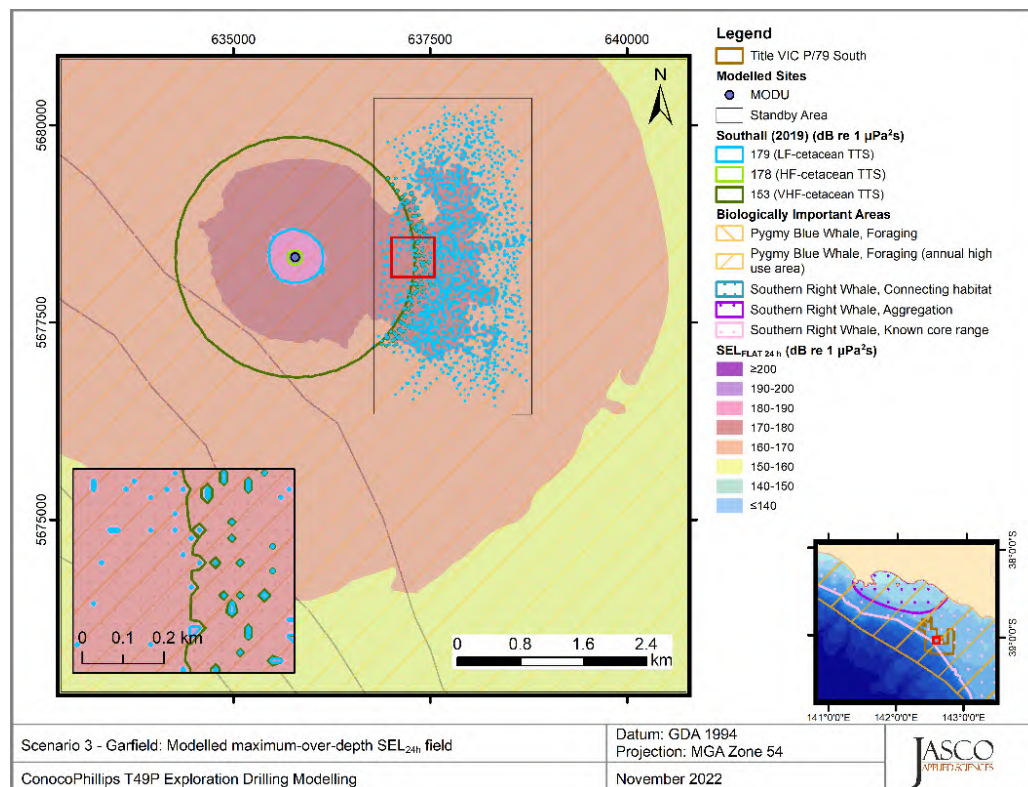 635000 637500 640000
5680000
5677500
5675000
N
0 0.1 0.2 km
0 0.8 1.6 2.4
km
Legend
Title VIC P/79 South
Modelled Sites
MODU
Standby Area
Southall (2019) (dB re 1 µPa²s)
179 (LF-cetacean TTS)
178 (HF-cetacean TTS)
153 (VHF-cetacean TTS)
Biologically Important Areas
Pygmy Blue Whale, Foraging
Pygmy Blue Whale, Foraging (annual high
use area)
Southern Right Whale, Connecting habitat
Southern Right Whale, Aggregation
Southern Right Whale, Known core range
SELFLAT 24 h (dB re 1 µPa²s)
≥200
190-200
180-190
170-180
160-170
150-160
140-150
≤140
38°0'0"S
39°0'0"S
141°00'E 142°00'E 143°00'E
Scenario 3 - Garfield: Modelled maximum-over-depth SEL24h field
ConocoPhillips T49P Exploration Drilling Modelling
Datum: GDA 1994
Projection: MGA Zone 54
November 2022
JASCO
APPLIED SCIENCES